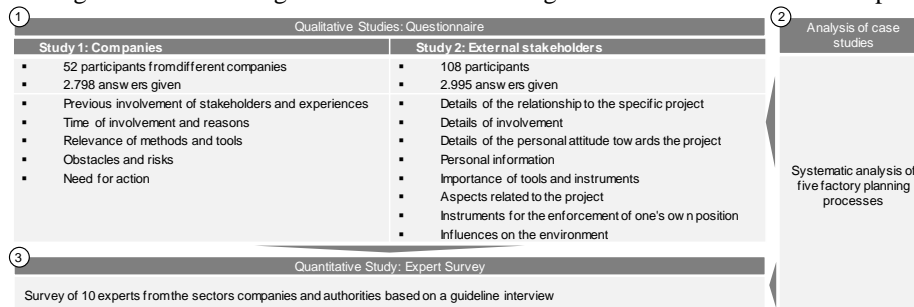 1
Qualitative Studies: Questionnaire
Study 1: Companies
52 participants from different companies
2.798 answers given
Previous involvement of stakeholders and experiences
Time of involvement and reasons
Relevance of methods and tools
Obstacles and risks
Need for action
Study 2: External stakeholders
108 participants
2.995 answers given
Details of the relationship to the specific project
Details of involvement
Details of the personal attitude towards the project
Personal information
Importance of tools and instruments
Aspects related to the project
Instruments for the enforcement of one's own position
Influences on the environment
2
Analysis of case
studies
Systematic analysis of
five factory planning
processes
3
Quantitative Study: Expert Survey
Survey of 10 experts from the sectors companies and authorities based on a guideline interview